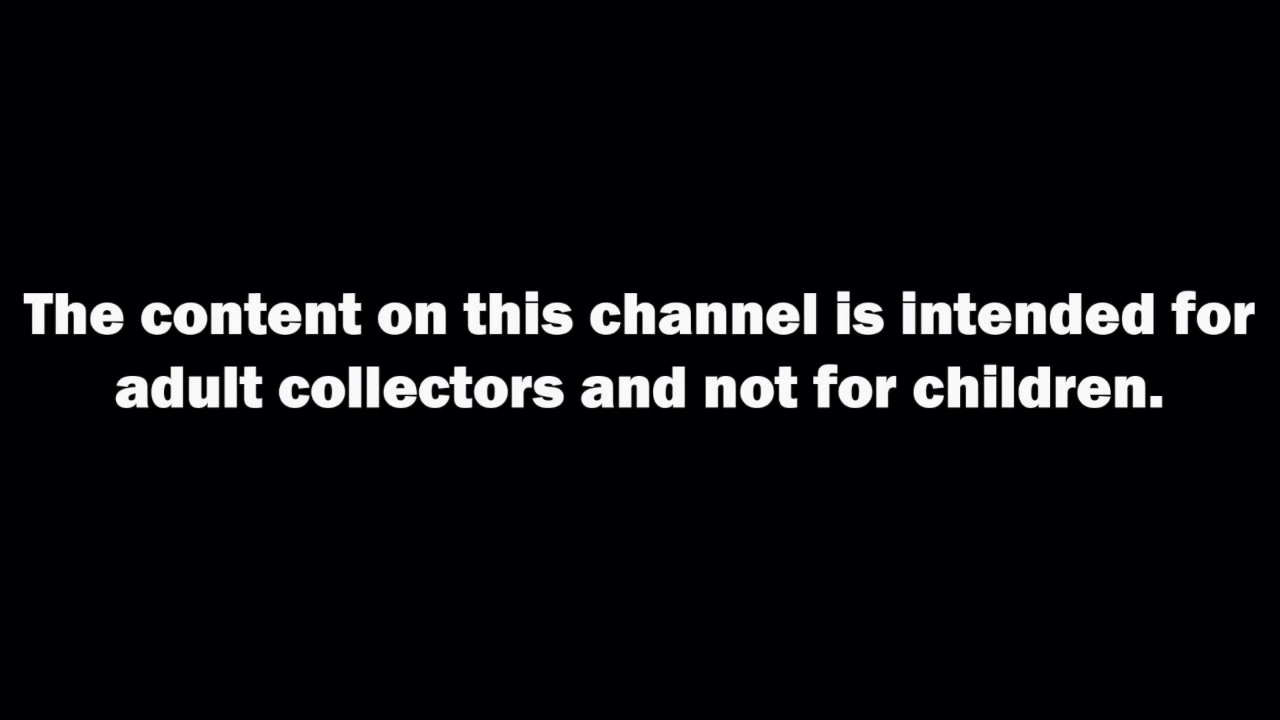 The content on this channel is intended for
adult collectors and not for children.